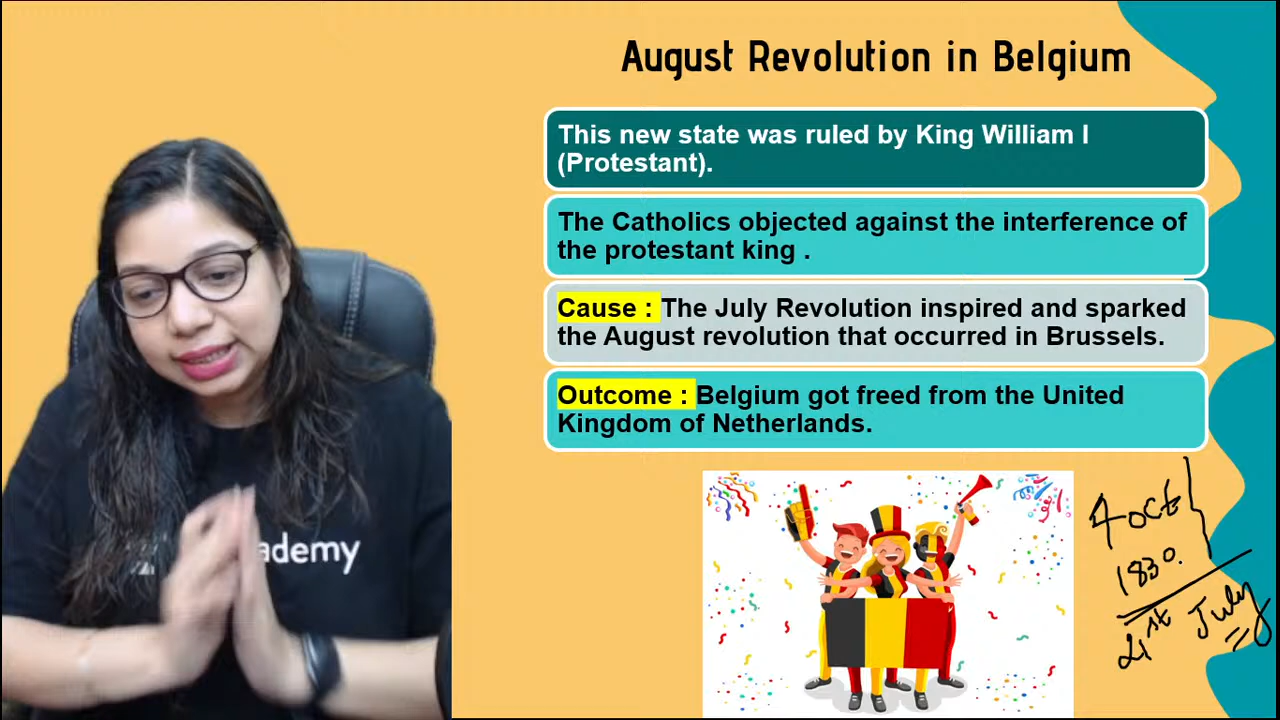 August Revolution in Belgium
This new state was ruled by King William I
(Protestant).
The Catholics objected against the interference of
the protestant king .
Cause : The July Revolution inspired and sparked
the August revolution that occurred in Brussels.
Outcome : Belgium got freed from the United
Kingdom of Netherlands.
4 oct
1830.
21st July
ademy